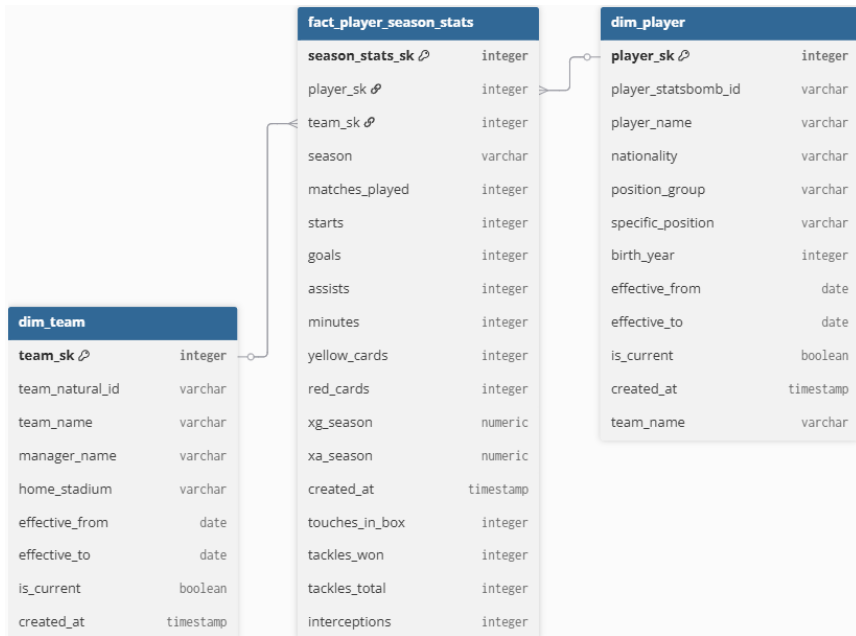 fact_player_season_stats
season_stats_sk integer
player_sk integer
team_sk integer
season varchar
matches_played integer
starts integer
goals integer
assists integer
minutes integer
yellow_cards integer
red_cards integer
xg_season numeric
xa_season numeric
created_at timestamp
touches_in_box integer
tackles_won integer
tackles_total integer
interceptions integer
dim_player
player_sk integer
player_statsbomb_id varchar
player_name varchar
nationality varchar
position_group varchar
specific_position varchar
birth_year integer
effective_from date
effective_to date
is_current boolean
created_at timestamp
team_name varchar
dim_team
team_sk integer
team_natural_id varchar
team_name varchar
manager_name varchar
home_stadium varchar
effective_from date
effective_to date
is_current boolean
created_at timestamp